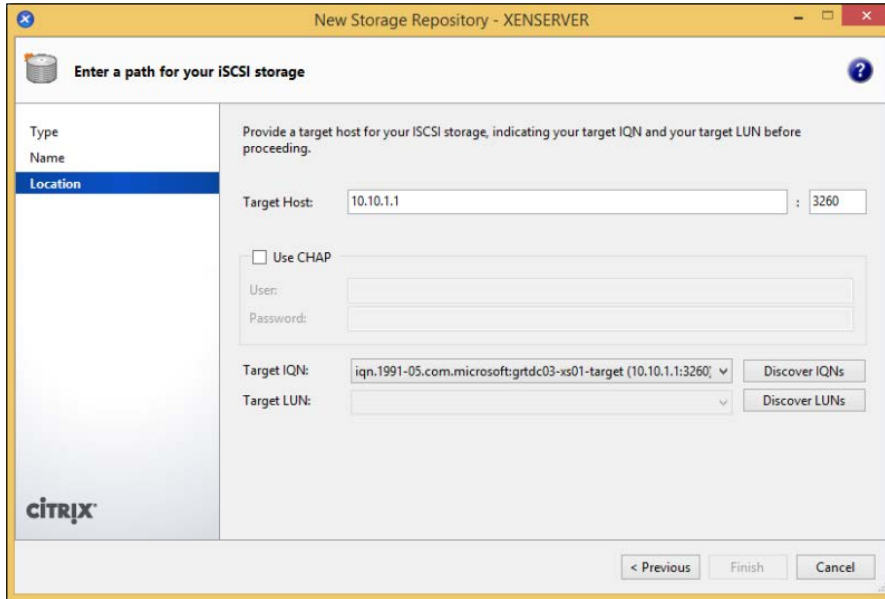 New Storage Repository - XENSERVER
Enter a path for your iSCSI storage
Type
Name
Location
Provide a target host for your ISCSI storage, indicating your target IQN and your target LUN before
proceeding.
Target Host: 10.10.1.1 : 3260
Use CHAP
User:
Password:
Target IQN: iqn.1991-05.com.microsoft:grtdc03-xs01-target (10.10.1.1:3260) Discover IQNs
Target LUN: Discover LUNs
CITRIX
< Previous Finish Cancel